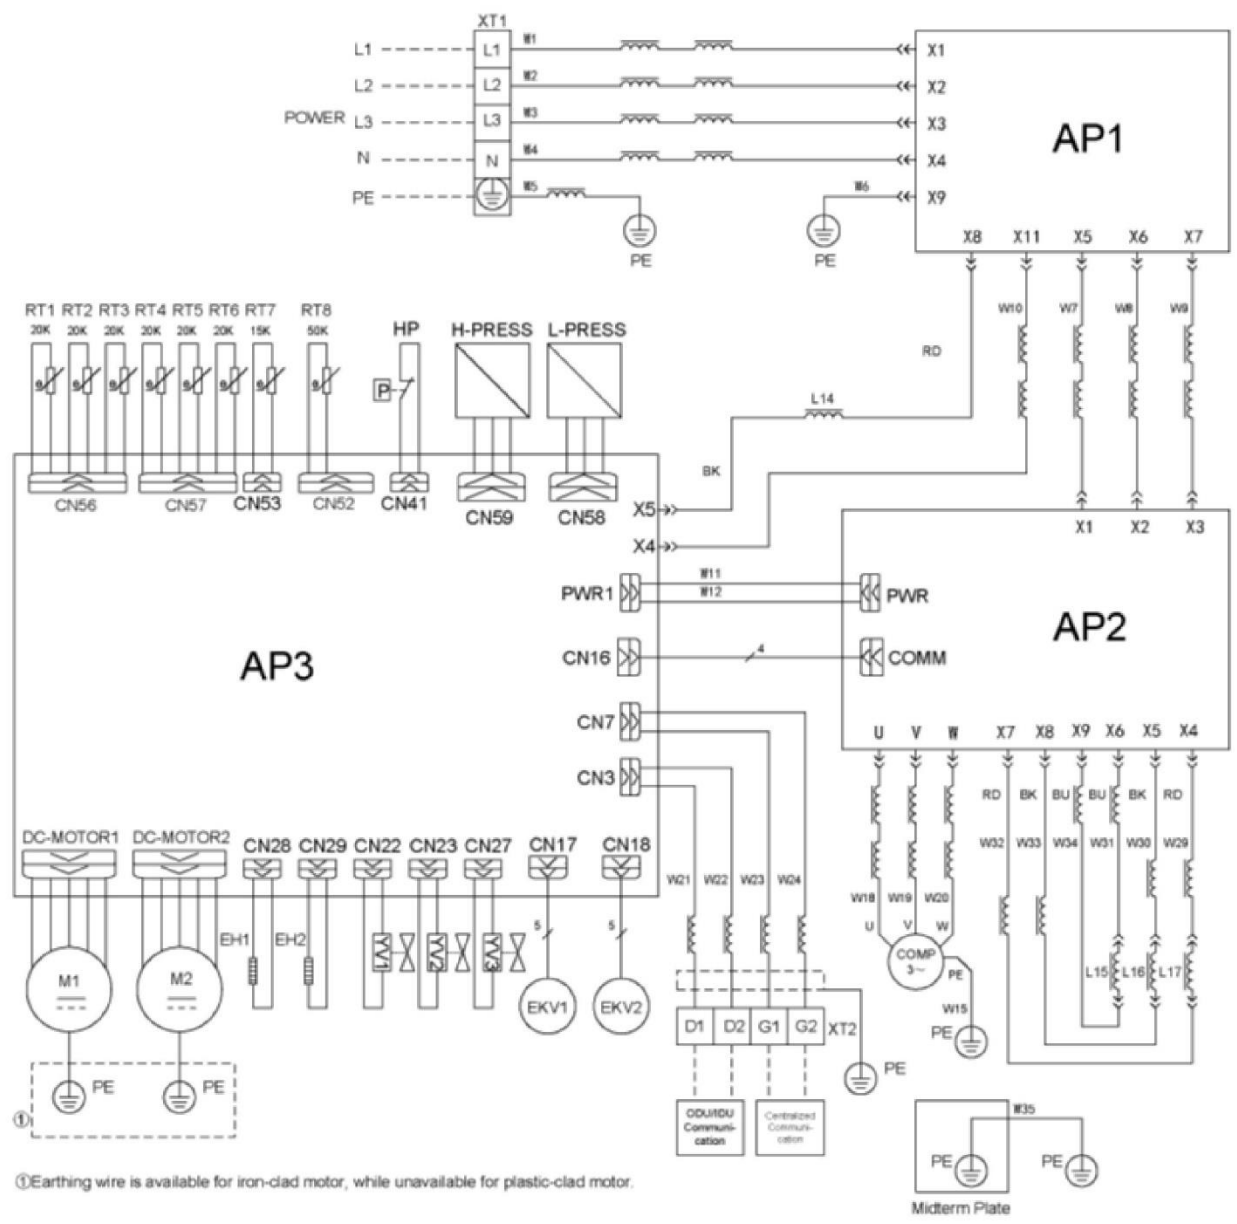 XT1
L1 L1 W1 X1
L2 L2 W2 X2
POWER L3 L3 W3 X3
AP1
N N W4 X4
PE W5 W6 X9
PE PE
X8 X11 X5 X6 X7
W10 W7 W8 W9
RT1 RT2 RT3 RT4 RT5 RT6 RT7 RT8
20K 20K 20K 20K 20K 20K 15K 50K
HP H-PRESS L-PRESS
RD
P
L14
BK
CN56 CN57 CN53 CN52 CN41 CN59 CN58
X5
X4
X1 X2 X3
W11
PWR1 W12 PWR
AP2
AP3
CN16 4 COMM
CN7
CN3
U V W X7 X8 X9 X6 X5 X4
RD BK BU BU BK RD
DC-MOTOR1 DC-MOTOR2 CN28 CN29 CN22 CN23 CN27 CN17 CN18
W32 W33 W34 W31 W30 W29
W21 W22 W23 W24
W18 W19 W20
U V W
5 5
EH1 EH2
YV1 YV2 YV3
COMP
3~
PE
L15 L16 L17
M1 M2
EKV1 EKV2
W15
D1 D2 G1 G2 XT2
PE
PE
PE PE
①
ODU/IDU
Communi-
cation
Centralized
Communi-
cation
W35
PE PE
①Earthing wire is available for iron-clad motor, while unavailable for plastic-clad motor.
Midterm Plate